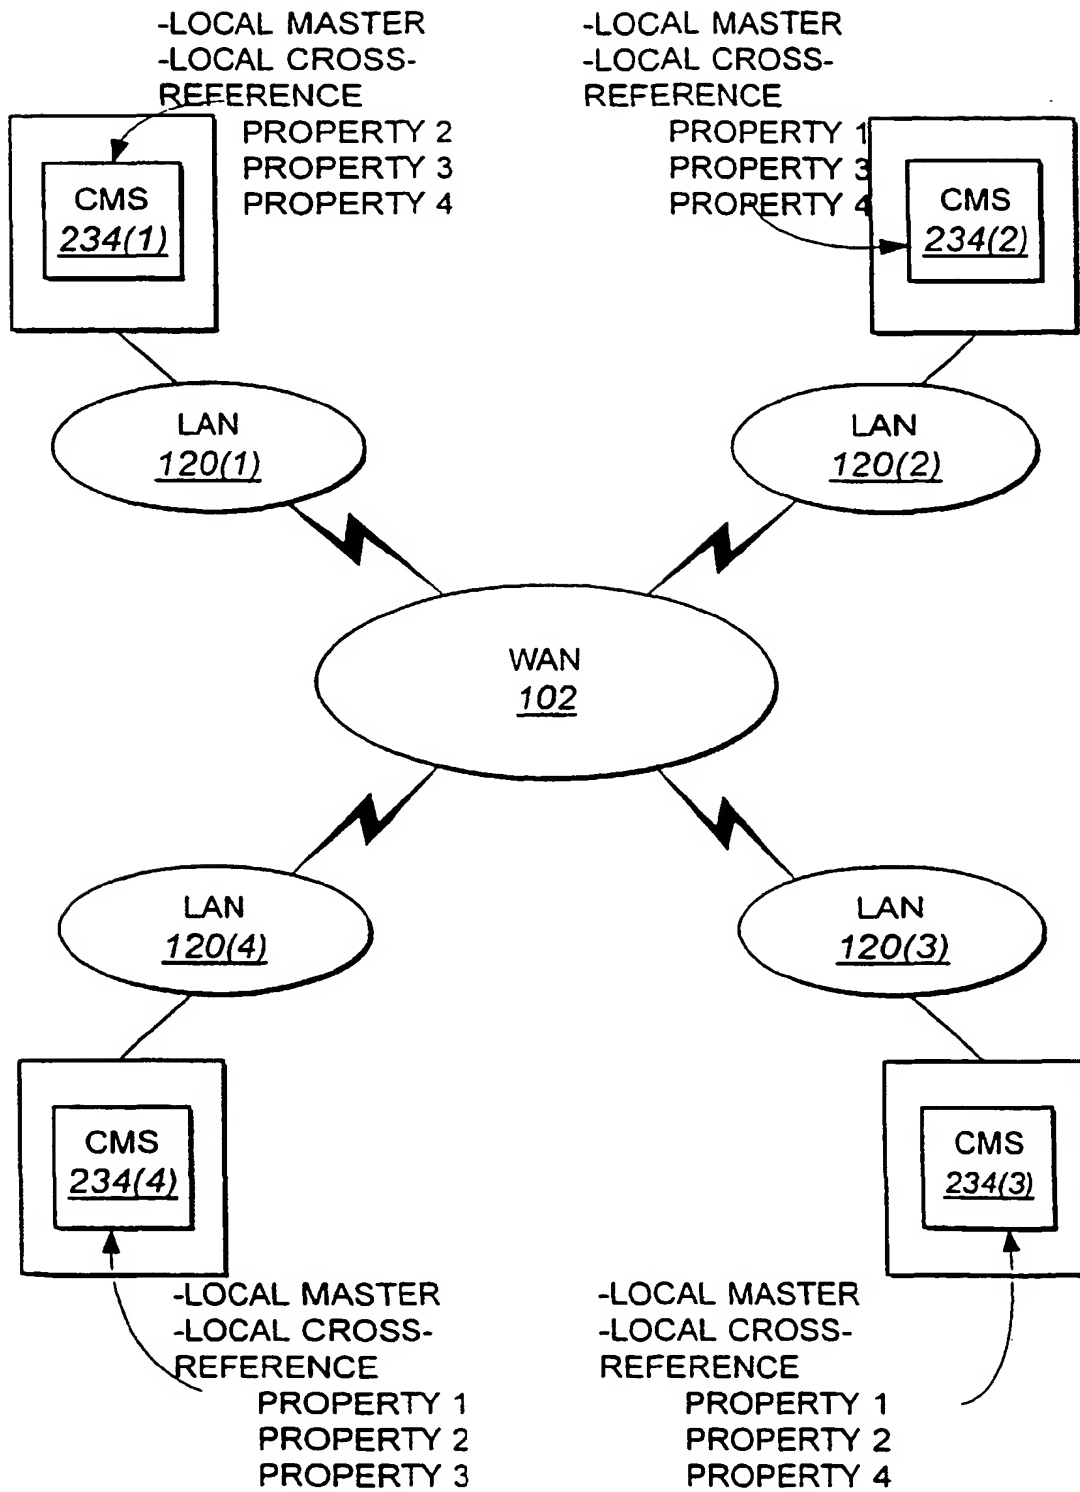 -LOCAL MASTER
-LOCAL CROSS-
REFERENCE
PROPERTY 2
PROPERTY 3
PROPERTY 4
CMS
234(1)
-LOCAL MASTER
-LOCAL CROSS-
REFERENCE
PROPERTY 1
PROPERTY 3
PROPERTY 4
CMS
234(2)
LAN
120(1)
LAN
120(2)
WAN
102
LAN
120(4)
LAN
120(3)
CMS
234(4)
CMS
234(3)
-LOCAL MASTER
-LOCAL CROSS-
REFERENCE
PROPERTY 1
PROPERTY 2
PROPERTY 3
-LOCAL MASTER
-LOCAL CROSS-
REFERENCE
PROPERTY 1
PROPERTY 2
PROPERTY 4